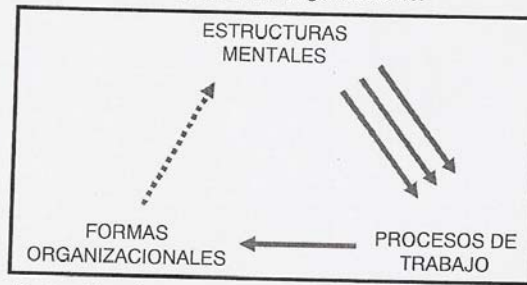 ESTRUCTURAS
MENTALES
FORMAS
ORGANIZACIONALES
PROCESOS DE
TRABAJO